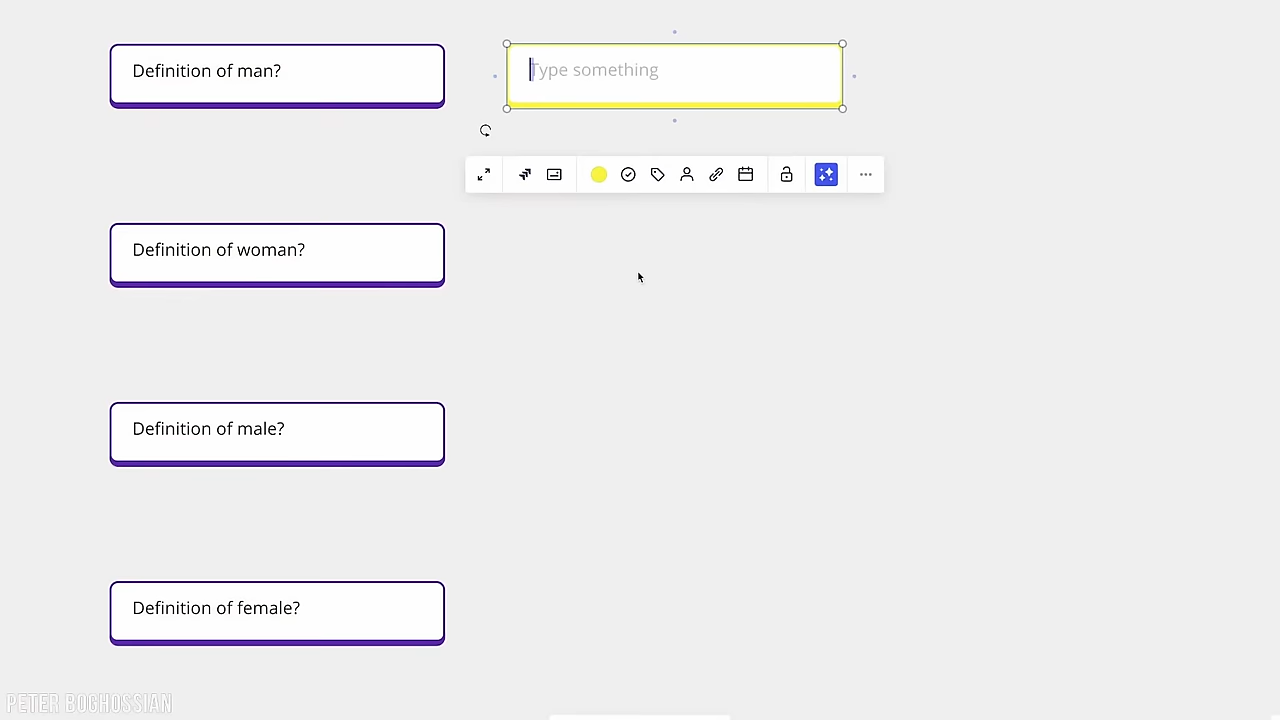 Definition of man?
Type something
Definition of woman?
Definition of male?
Definition of female?
PETER BOGHOSSIAN